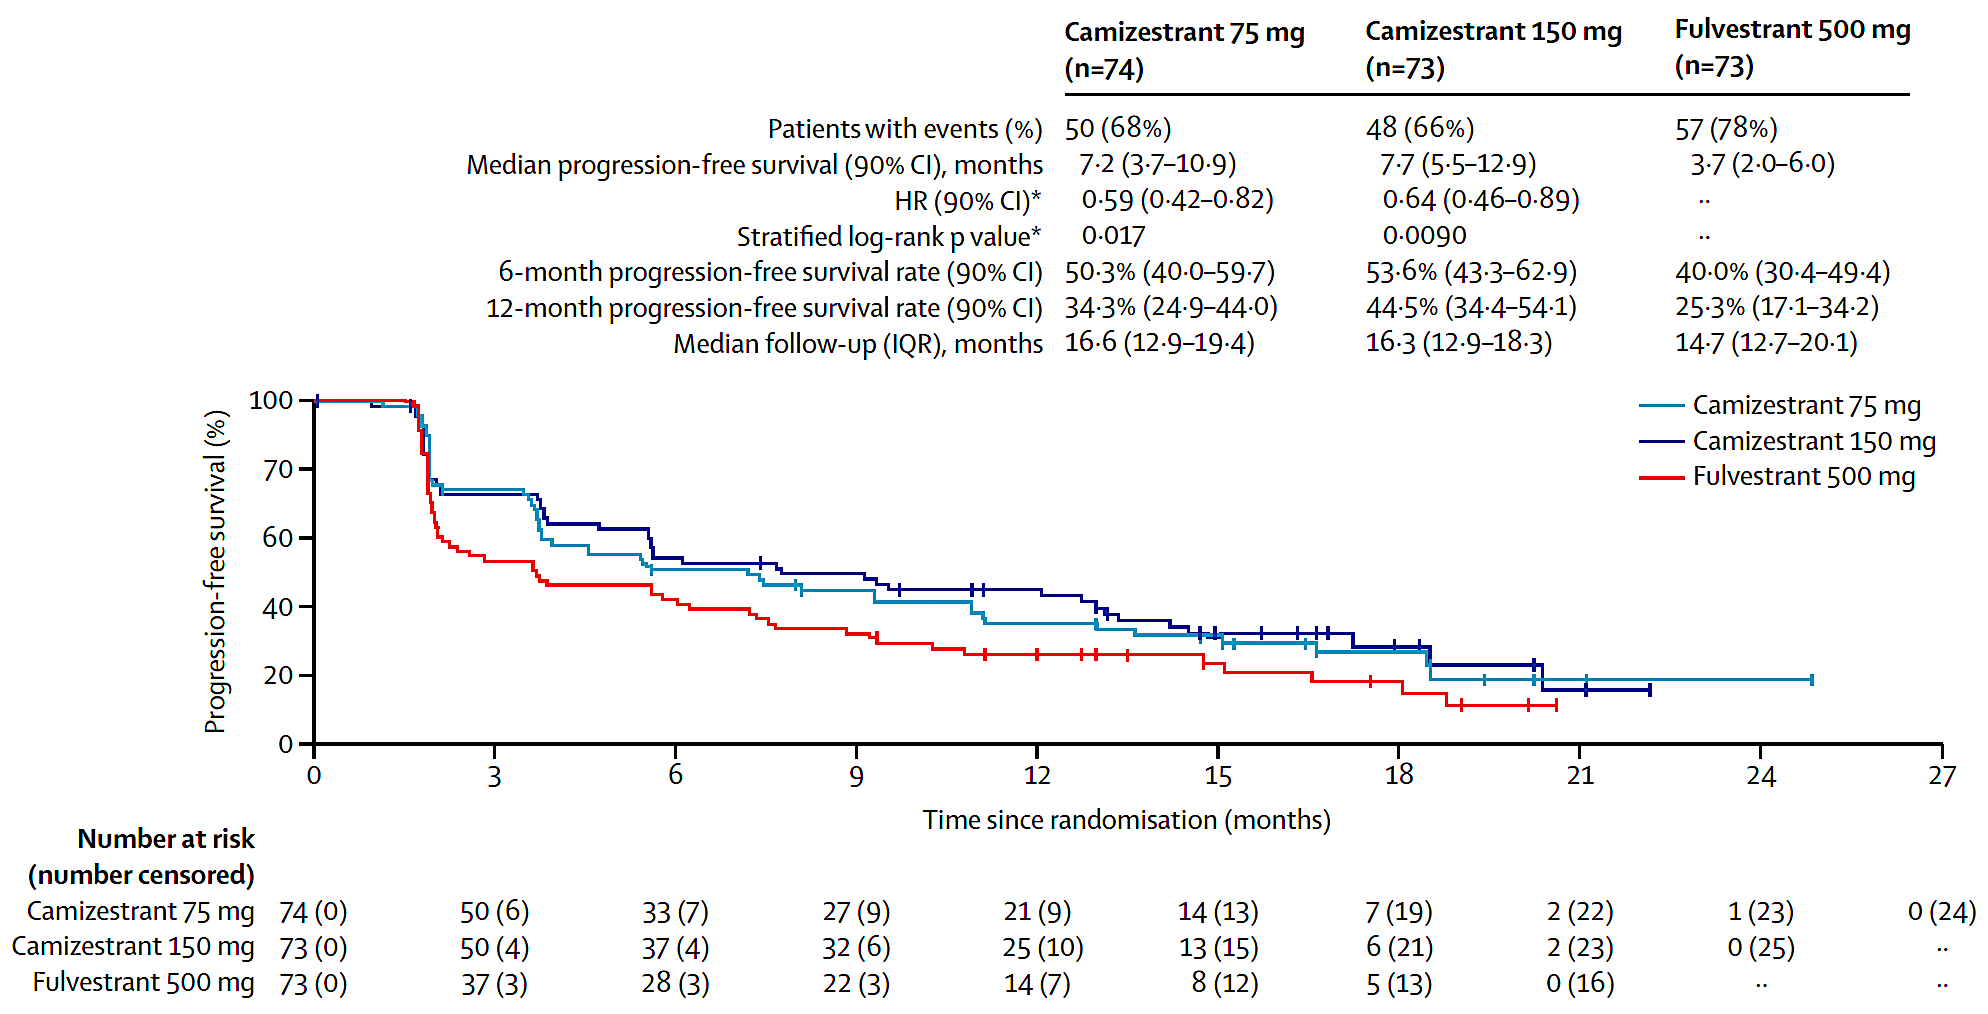 Camizestrant 75 mg (n=74) Camizestrant 150 mg (n=73) Fulvestrant 500 mg (n=73)
Patients with events (%) 50 (68%) 48 (66%) 57 (78%)
Median progression-free survival (90% CI), months 7·2 (3·7–10·9) 7·7 (5·5–12·9) 3·7 (2·0–6·0)
HR (90% CI)* 0·59 (0·42–0·82) 0·64 (0·46–0·89) ··
Stratified log-rank p value* 0·017 0·0090 ··
6-month progression-free survival rate (90% CI) 50·3% (40·0–59·7) 53·6% (43·3–62·9) 40·0% (30·4–49·4)
12-month progression-free survival rate (90% CI) 34·3% (24·9–44·0) 44·5% (34·4–54·1) 25·3% (17·1–34·2)
Median follow-up (IQR), months 16·6 (12·9–19·4) 16·3 (12·9–18·3) 14·7 (12·7–20·1)
Progression-free survival (%)
100
70
60
40
20
0
Camizestrant 75 mg
Camizestrant 150 mg
Fulvestrant 500 mg
0 3 6 9 12 15 18 21 24 27
Time since randomisation (months)
Number at risk
(number censored)
Camizestrant 75 mg 74 (0) 50 (6) 33 (7) 27 (9) 21 (9) 14 (13) 7 (19) 2 (22) 1 (23) 0 (24)
Camizestrant 150 mg 73 (0) 50 (4) 37 (4) 32 (6) 25 (10) 13 (15) 6 (21) 2 (23) 0 (25) ··
Fulvestrant 500 mg 73 (0) 37 (3) 28 (3) 22 (3) 14 (7) 8 (12) 5 (13) 0 (16) ·· ··